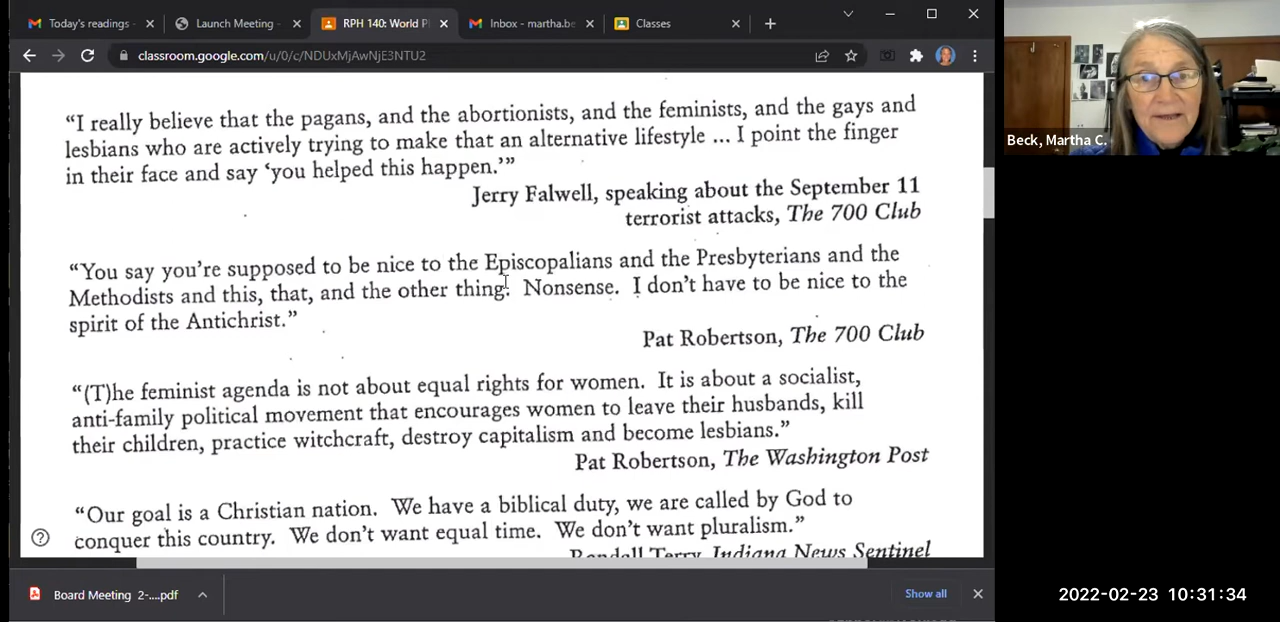 Today's readings -
Launch Meeting -
RPH 140: World P
Inbox - martha.be
Classes
classroom.google.com/u/0/c/NDUxMjAwNjE3NTU2
"I really believe that the pagans, and the abortionists, and the feminists, and the gays and
lesbians who are actively trying to make that an alternative lifestyle ... I point the finger
in their face and say 'you helped this happen.'"
Jerry Falwell, speaking about the September 11
terrorist attacks, The 700 Club
"You say you're supposed to be nice to the Episcopalians and the Presbyterians and the
Methodists and this, that, and the other thing. Nonsense. I don't have to be nice to the
spirit of the Antichrist."
Pat Robertson, The 700 Club
"(T)he feminist agenda is not about equal rights for women. It is about a socialist,
anti-family political movement that encourages women to leave their husbands, kill
their children, practice witchcraft, destroy capitalism and become lesbians."
Pat Robertson, The Washington Post
"Our goal is a Christian nation. We have a biblical duty, we are called by God to
conquer this country. We don't want equal time. We don't want pluralism."
Randall Terry, Indiana News Sentinel
Board Meeting 2-....pdf
Show all
Beck, Martha C.
2022-02-23 10:31:34